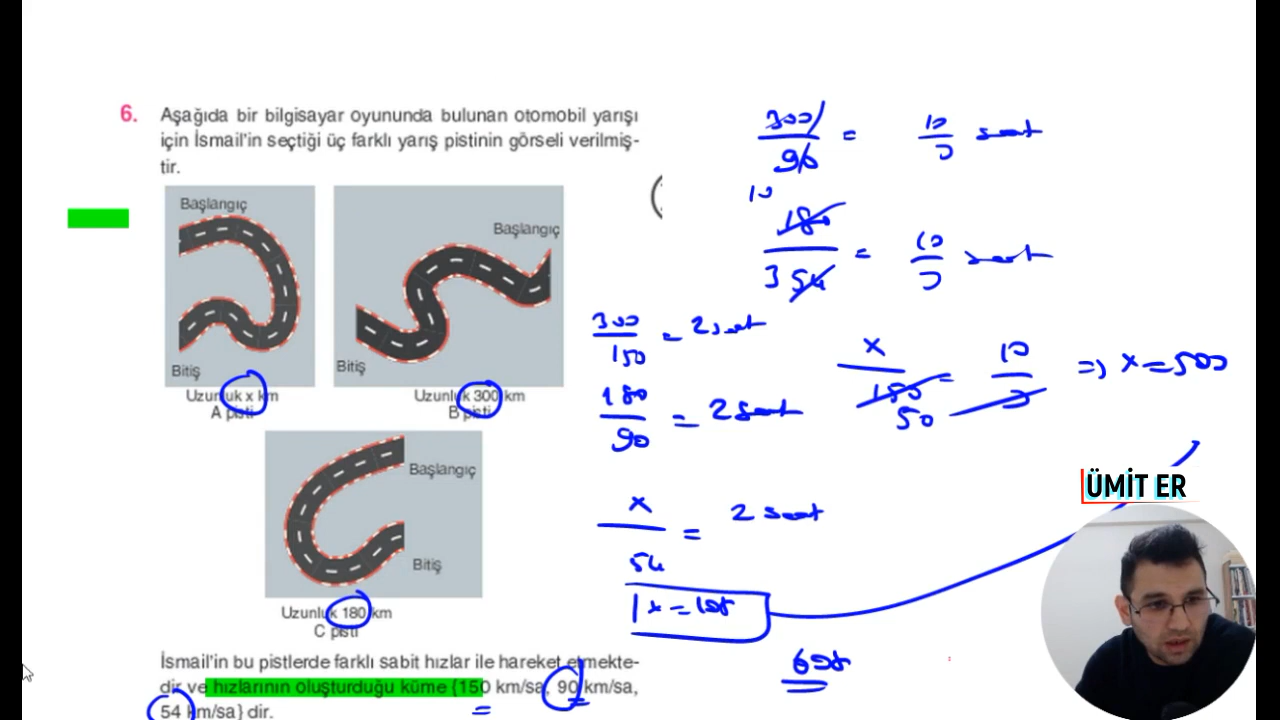 6. Aşağıda bir bilgisayar oyununda bulunan otomobil yarışı
için İsmail'in seçtiği üç farklı yarış pistinin görseli verilmiş-
tir.
Başlangıç
Bitiş
Uzunluk x km
A pisti
Başlangıç
Bitiş
Uzunluk 300 km
B pisti
Başlangıç
Bitiş
Uzunluk 180 km
C pisti
İsmail'in bu pistlerde farklı sabit hızlar ile hareket etmekte-
dir ve hızlarının oluşturduğu küme {150 km/sa, 90 km/sa,
54 km/sa} dir.
300/90 = 10/3 saat
10
180/54 = 10/3 saat
3
300/150 = 2 saat
180/90 = 2 saat
x/150 = 10/3 ⇒ x = 500
50
x/54 = 2 saat
x = 108
608
ÜMİT ER